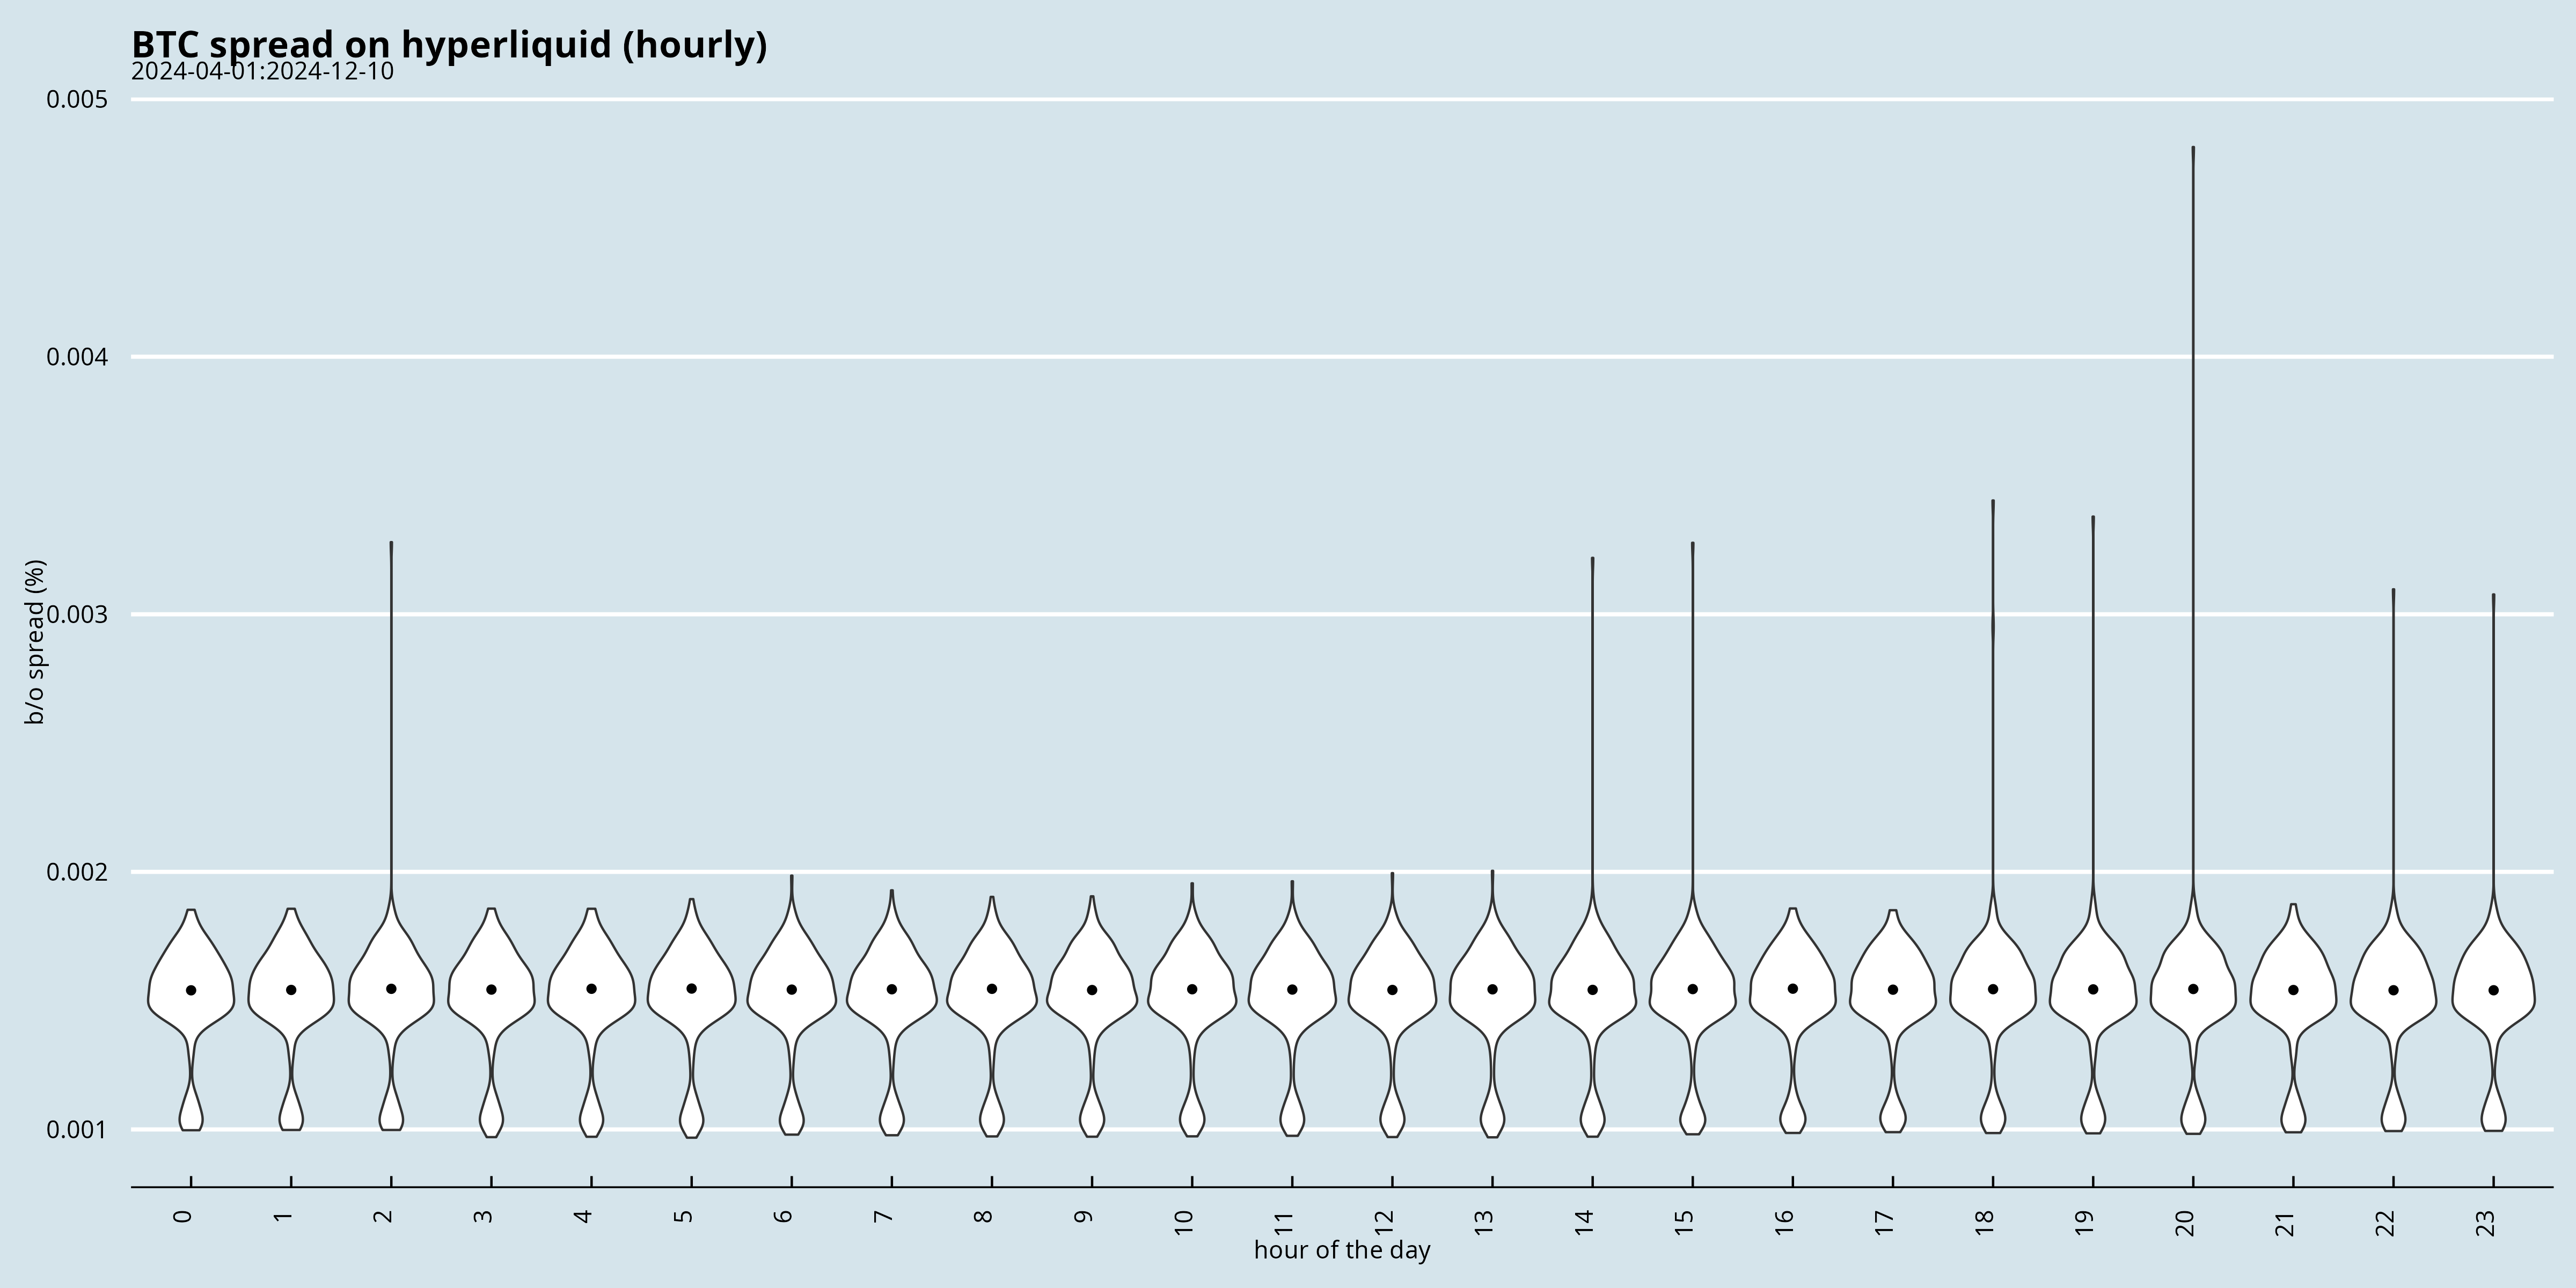 BTC spread on hyperliquid (hourly)
2024-04-01:2024-12-10
0.005
0.004
0.003
0.002
0.001
b/o spread (%)
0 1 2 3 4 5 6 7 8 9 10 11 12 13 14 15 16 17 18 19 20 21 22 23
hour of the day